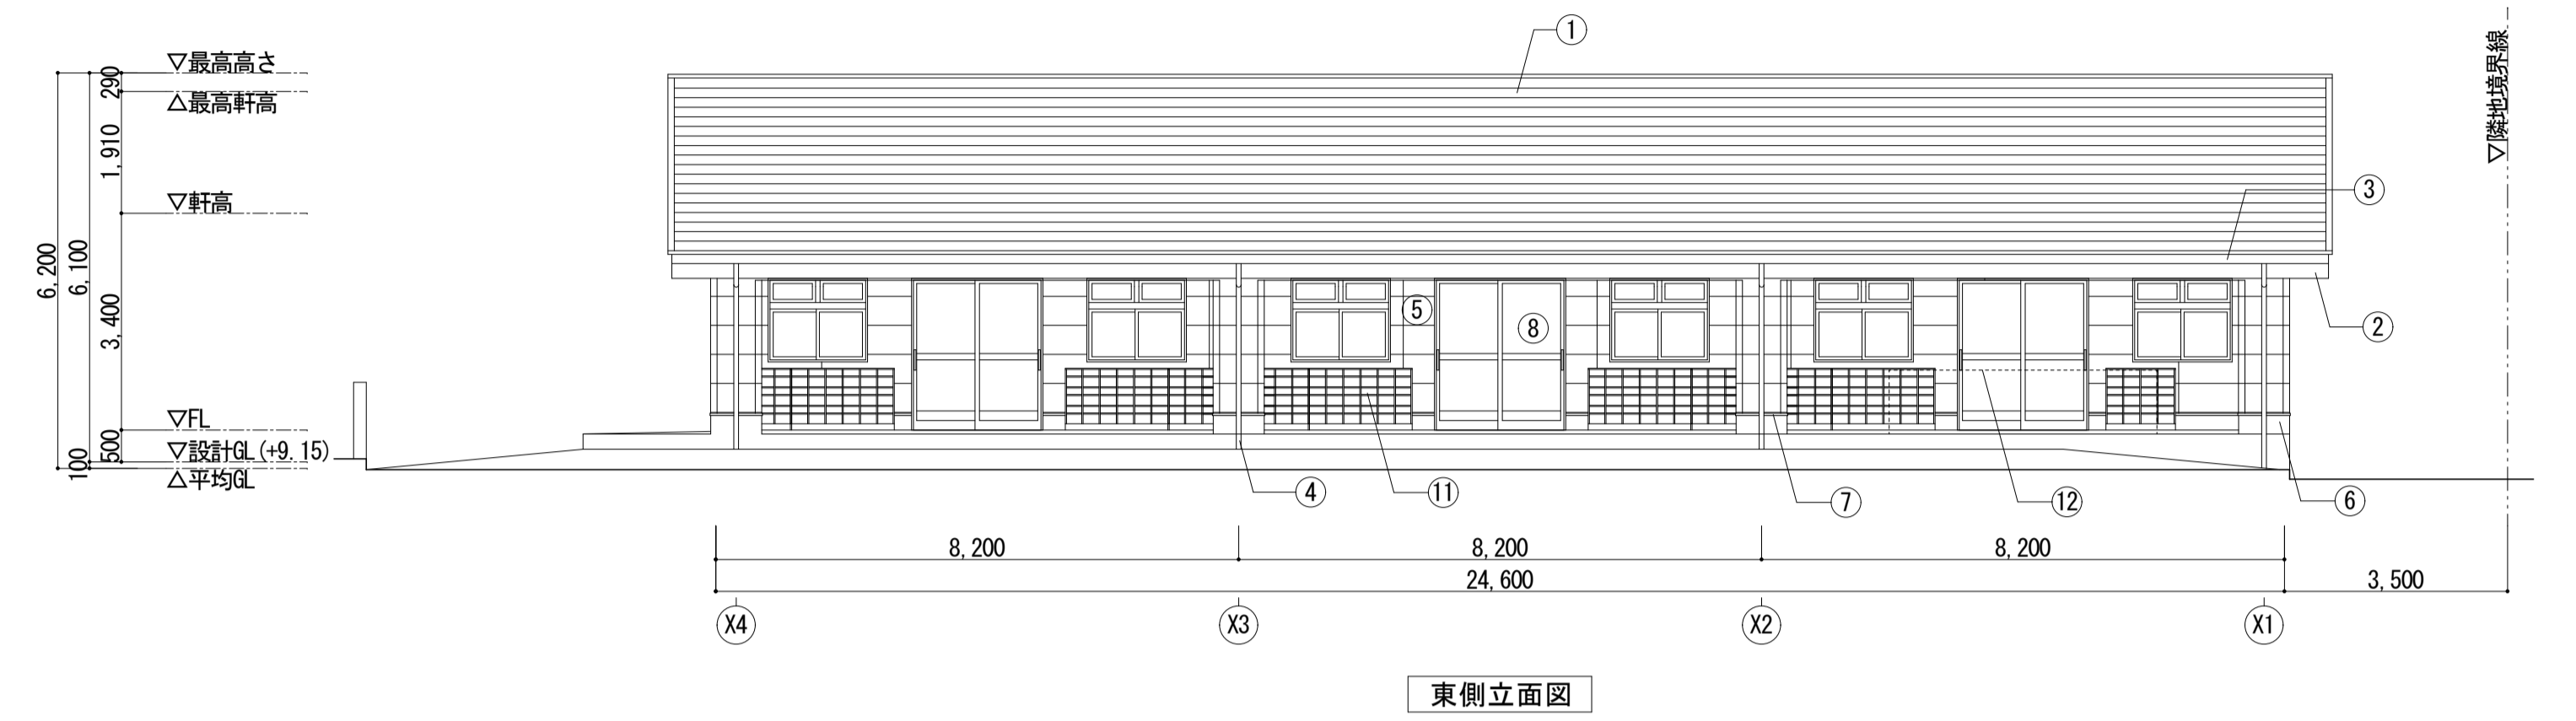 ①
▽最高高さ
290
△最高軒高
1,910
▽隣地境界線
③
▽軒高
6,200
6,100
3,400
⑤
⑧
②
▽FL
500
▽設計GL(+9.15)
100
△平均GL
④
⑪
⑦
⑫
⑥
8,200
8,200
8,200
24,600
3,500
X4
X3
X2
X1
東側立面図